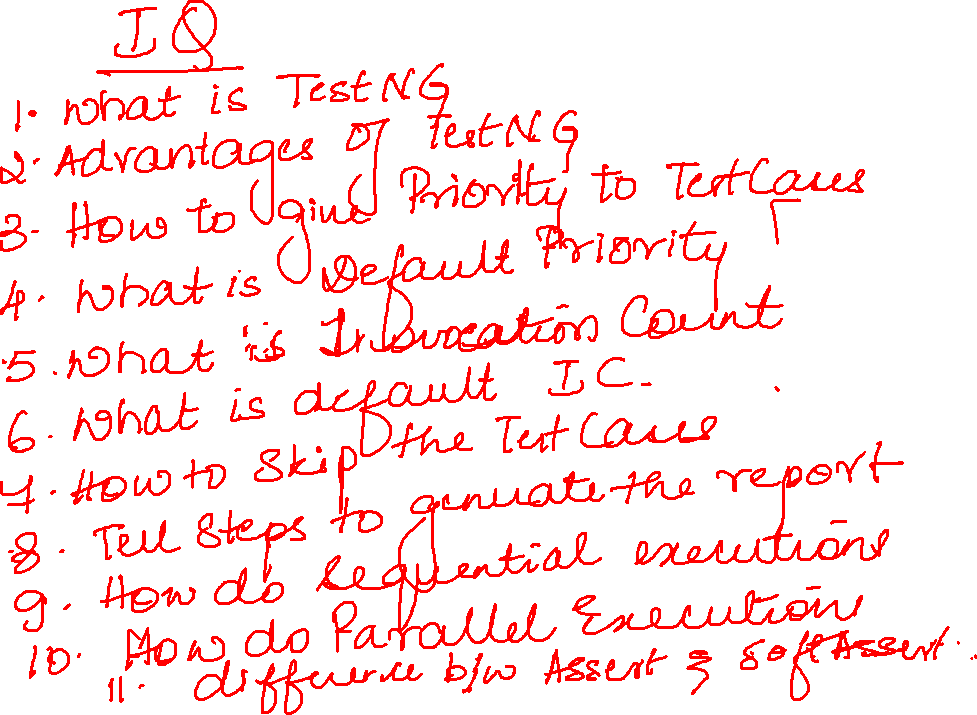 IQ
1. What is TestNG
2. Advantages of TestNG
3. How to give Priority to TestCases
4. What is Default Priority
5. What is Invocation Count
6. What is default IC.
7. How to Skip the Test Cases
8. Tell Steps to generate the report
9. How do Sequential executions
10. How do Parallel Executions
11. difference b/w Assert & SoftAssert.